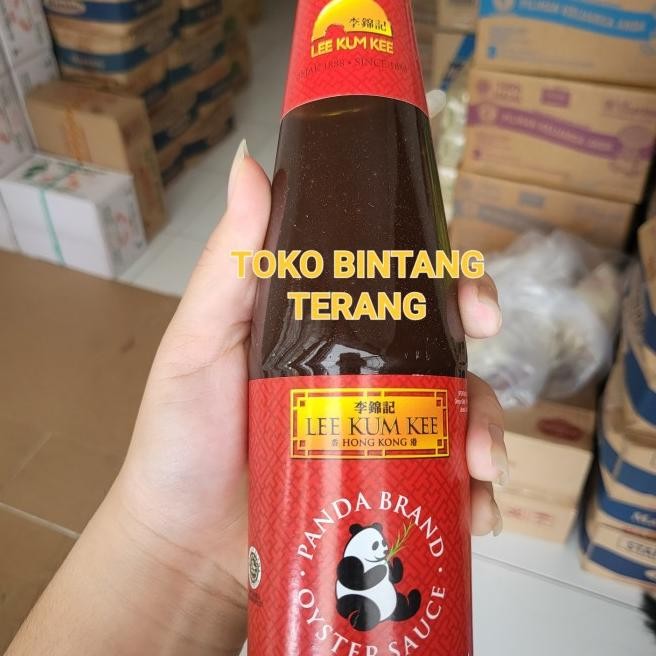 李錦記
LEE KUM KEE
SEJAK 1888 • SINCE 1888
TOKO BINTANG
TERANG
李錦記
LEE KUM KEE
香 HONG KONG 港
• PANDA BRAND •
OYSTER SAUCE